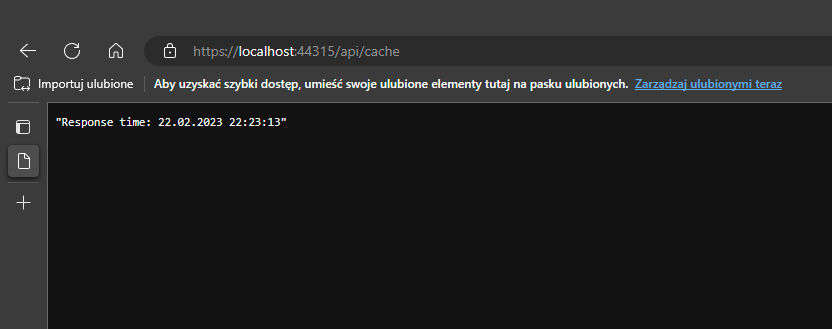 https://localhost:44315/api/cache
Importuj ulubione Aby uzyskać szybki dostęp, umieść swoje ulubione elementy tutaj na pasku ulubionych. Zarządzaj ulubionymi teraz
"Response time: 22.02.2023 22:23:13"